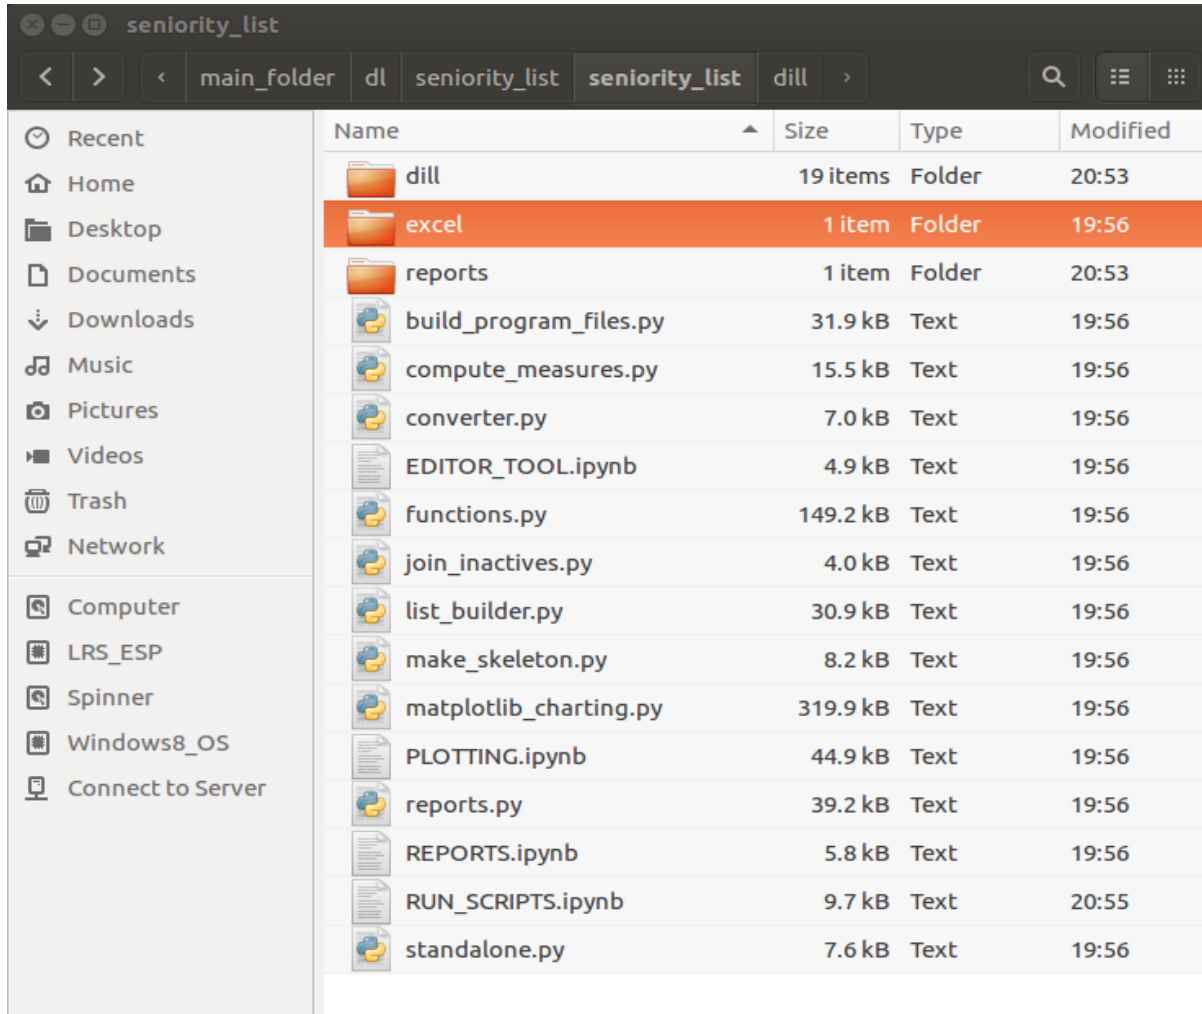 seniority_list
main_folder dl seniority_list seniority_list dill
Recent
Home
Desktop
Documents
Downloads
Music
Pictures
Videos
Trash
Network
Computer
LRS_ESP
Spinner
Windows8_OS
Connect to Server
Name Size Type Modified
dill 19 items Folder 20:53
excel 1 item Folder 19:56
reports 1 item Folder 20:53
build_program_files.py 31.9 kB Text 19:56
compute_measures.py 15.5 kB Text 19:56
converter.py 7.0 kB Text 19:56
EDITOR_TOOL.ipynb 4.9 kB Text 19:56
functions.py 149.2 kB Text 19:56
join_inactives.py 4.0 kB Text 19:56
list_builder.py 30.9 kB Text 19:56
make_skeleton.py 8.2 kB Text 19:56
matplotlib_charting.py 319.9 kB Text 19:56
PLOTTING.ipynb 44.9 kB Text 19:56
reports.py 39.2 kB Text 19:56
REPORTS.ipynb 5.8 kB Text 19:56
RUN_SCRIPTS.ipynb 9.7 kB Text 20:55
standalone.py 7.6 kB Text 19:56